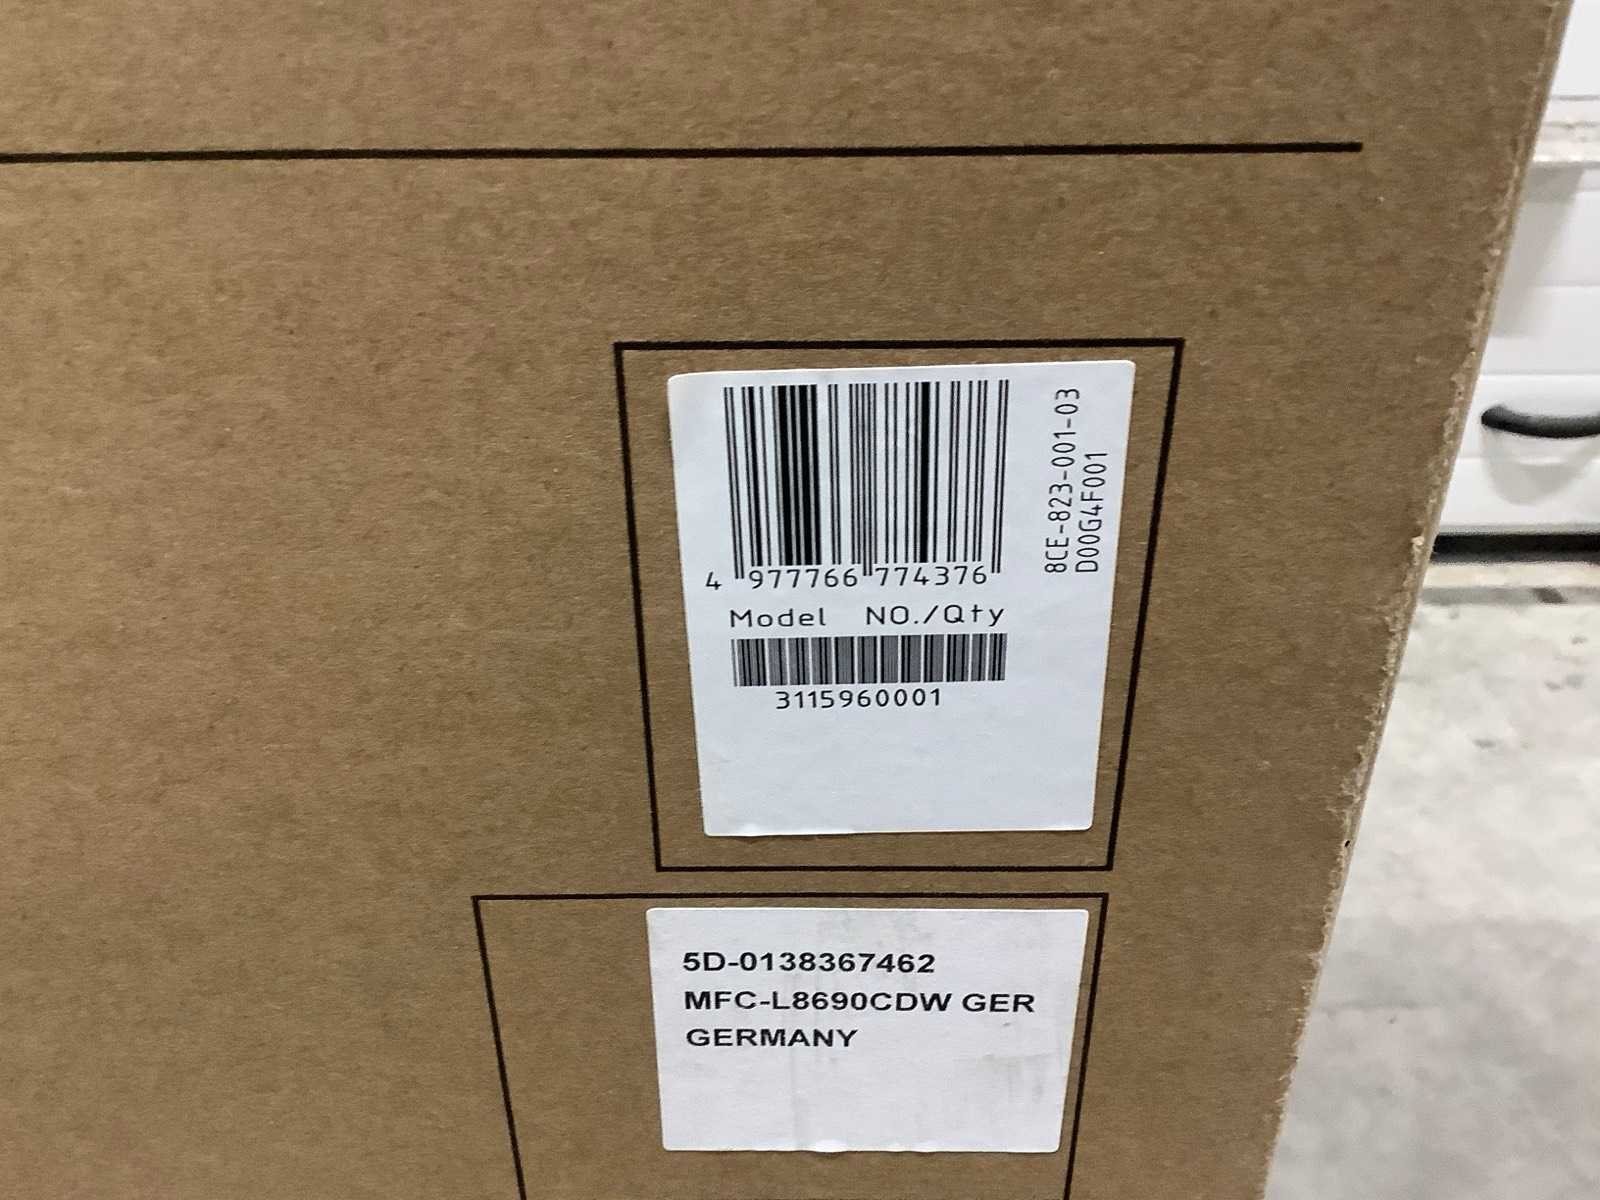 4 977766 774376
Model NO./Qty
3115960001
8CE-823-001-03
D00G4F001
5D-0138367462
MFC-L8690CDW GER
GERMANY